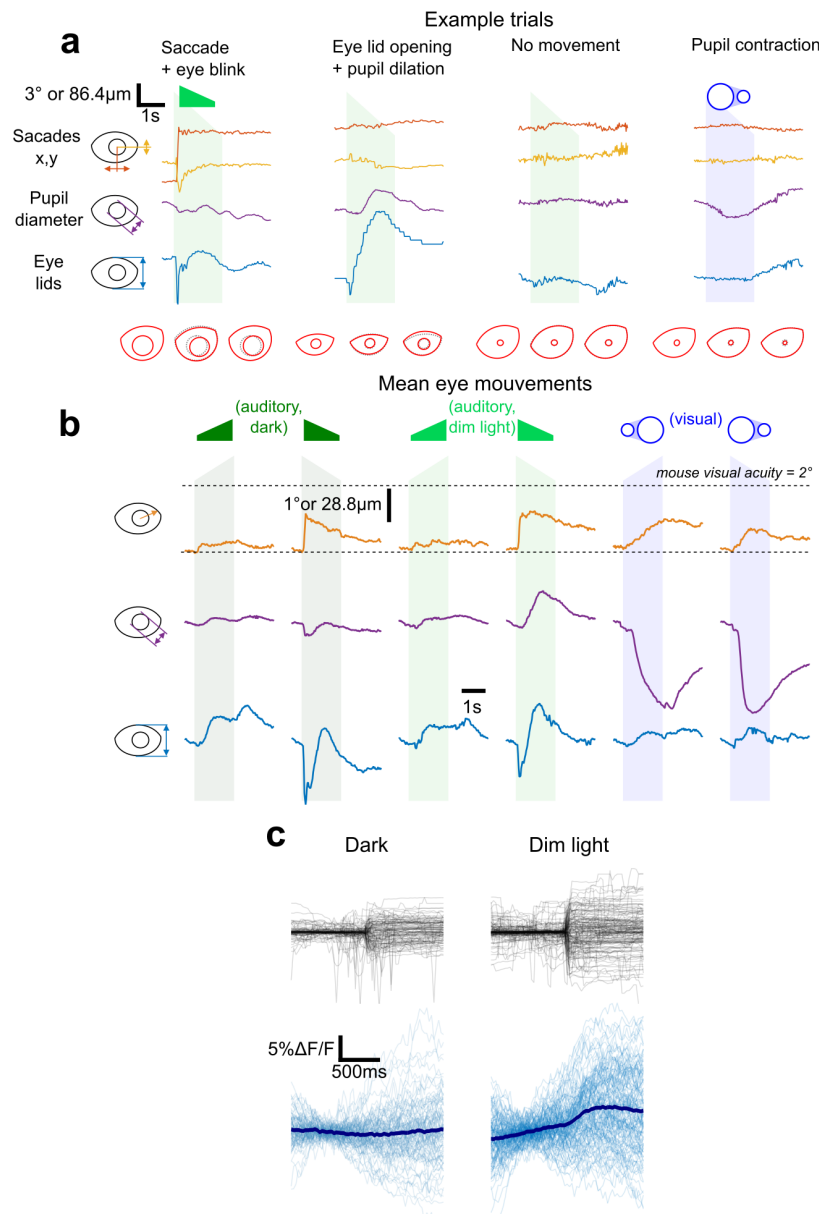 Example trials
a
Saccade
+ eye blink
Eye lid opening
+ pupil dilation
No movement
Pupil contraction
3° or 86.4µm
1s
Sacades
x,y
Pupil
diameter
Eye
lids
Mean eye mouvements
b
(auditory,
dark)
(auditory,
dim light)
(visual)
mouse visual acuity = 2°
1°or 28.8µm
1s
c
Dark
Dim light
5%ΔF/F
500ms